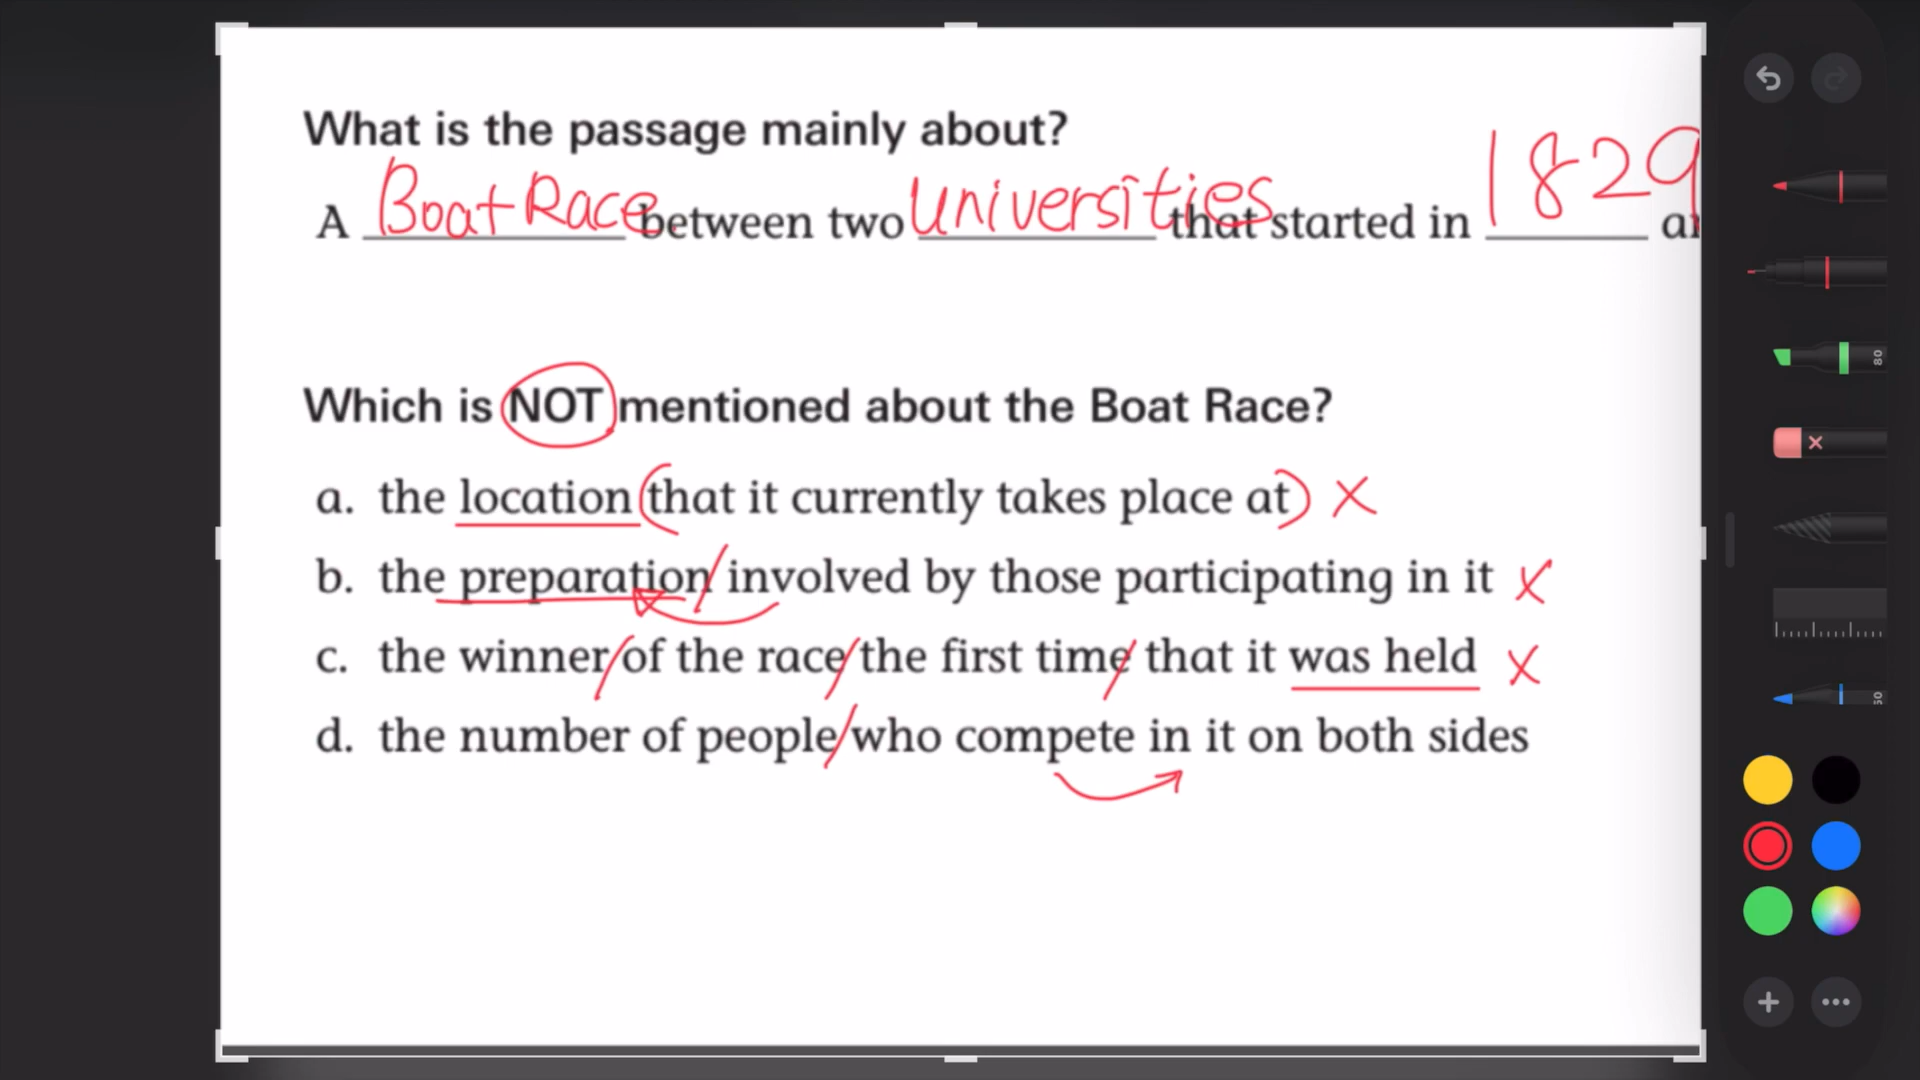 What is the passage mainly about?
A Boat Race between two Universities that started in 1829
Which is NOT mentioned about the Boat Race?
a. the location that it currently takes place at X
b. the preparation involved by those participating in it X
c. the winner of the race the first time that it was held X
d. the number of people who compete in it on both sides
80
50